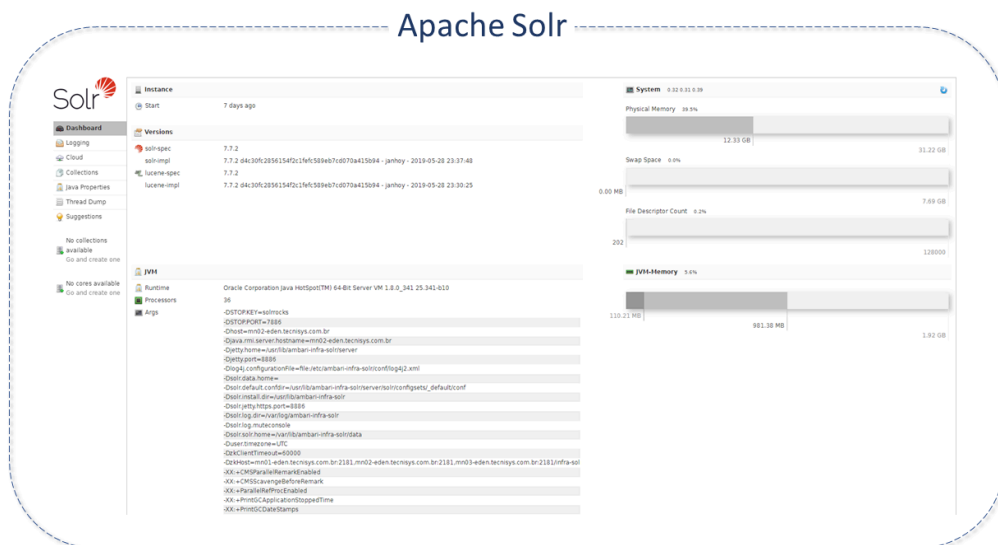 Apache Solr
Solr
Dashboard
Logging
Cloud
Collections
Java Properties
Thread Dump
Suggestions
No collections
available
Go and create one
No cores available
Go and create one
Instance
Start 7 days ago
Versions
solr-spec 7.7.2
solr-impl 7.7.2 d4c30fc2856154f2c1fefc589eb7cd070a415b94 - janhoy - 2019-05-28 23:37:48
lucene-spec 7.7.2
lucene-impl 7.7.2 d4c30fc2856154f2c1fefc589eb7cd070a415b94 - janhoy - 2019-05-28 23:30:25
JVM
Runtime Oracle Corporation Java HotSpot(TM) 64-Bit Server VM 1.8.0_341 25.341-b10
Processors 36
Args
-DSTOP.KEY=solrrocks
-DSTOP.PORT=7886
-Dhost=mn02-eden.tecnisys.com.br
-Djava.rmi.server.hostname=mn02-eden.tecnisys.com.br
-Djetty.home=/usr/lib/ambari-infra-solr/server
-Djetty.port=8886
-Dlog4j.configurationFile=file:/etc/ambari-infra-solr/conf/log4j2.xml
-Dsolr.data.home=
-Dsolr.default.confdir=/usr/lib/ambari-infra-solr/server/solr/configsets/_default/conf
-Dsolr.install.dir=/usr/lib/ambari-infra-solr
-Dsolr.jetty.https.port=8886
-Dsolr.log.dir=/var/log/ambari-infra-solr
-Dsolr.log.muteconsole
-Dsolr.solr.home=/var/lib/ambari-infra-solr/data
-Duser.timezone=UTC
-DzkClientTimeout=60000
-DzkHost=mn01-eden.tecnisys.com.br:2181,mn02-eden.tecnisys.com.br:2181,mn03-eden.tecnisys.com.br:2181/infra-sol
-XX:+CMSParallelRemarkEnabled
-XX:+CMSScavengeBeforeRemark
-XX:+ParallelRefProcEnabled
-XX:+PrintGCApplicationStoppedTime
-XX:+PrintGCDateStamps
System 0.32 0.31 0.39
Physical Memory 39.5%
12.33 GB
31.22 GB
Swap Space 0.0%
0.00 MB
7.69 GB
File Descriptor Count 0.2%
202
128000
JVM-Memory 5.6%
110.21 MB
981.38 MB
1.92 GB